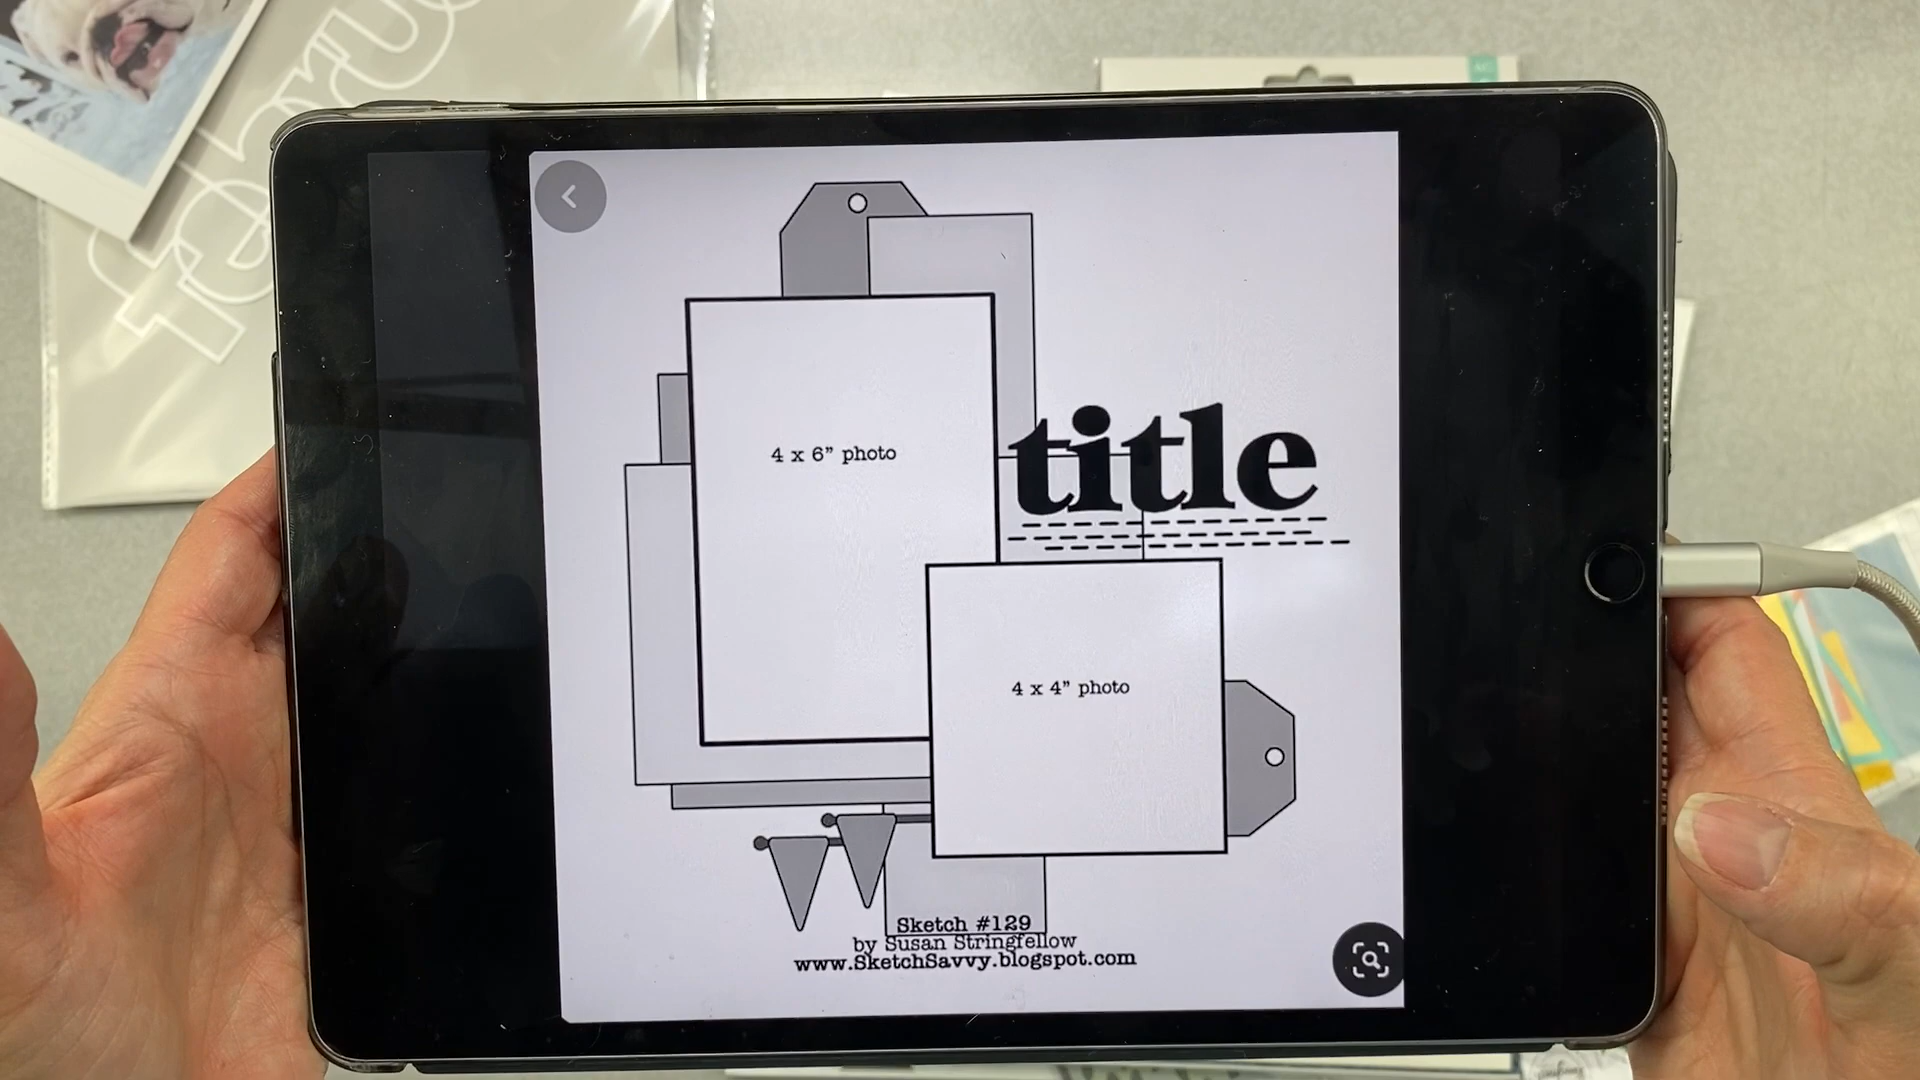 4 x 6” photo
title
4 x 4” photo
Sketch #129
by Susan Stringfellow
www.SketchSavvy.blogspot.com